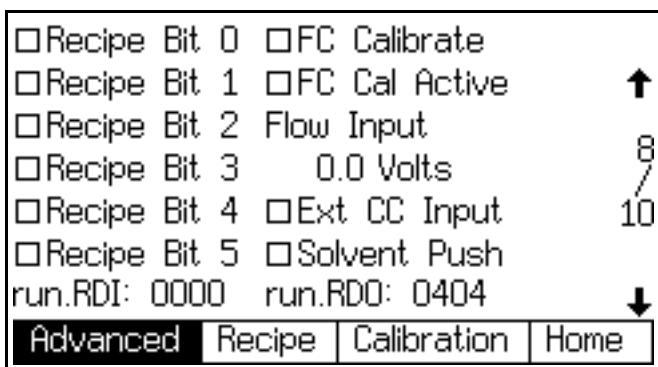 □Recipe Bit 0 □FC Calibrate
□Recipe Bit 1 □FC Cal Active
□Recipe Bit 2 Flow Input
□Recipe Bit 3 0.0 Volts
□Recipe Bit 4 □Ext CC Input
□Recipe Bit 5 □Solvent Push
8/10
run.RDI: 0000 run.RDO: 0404
Advanced Recipe Calibration Home